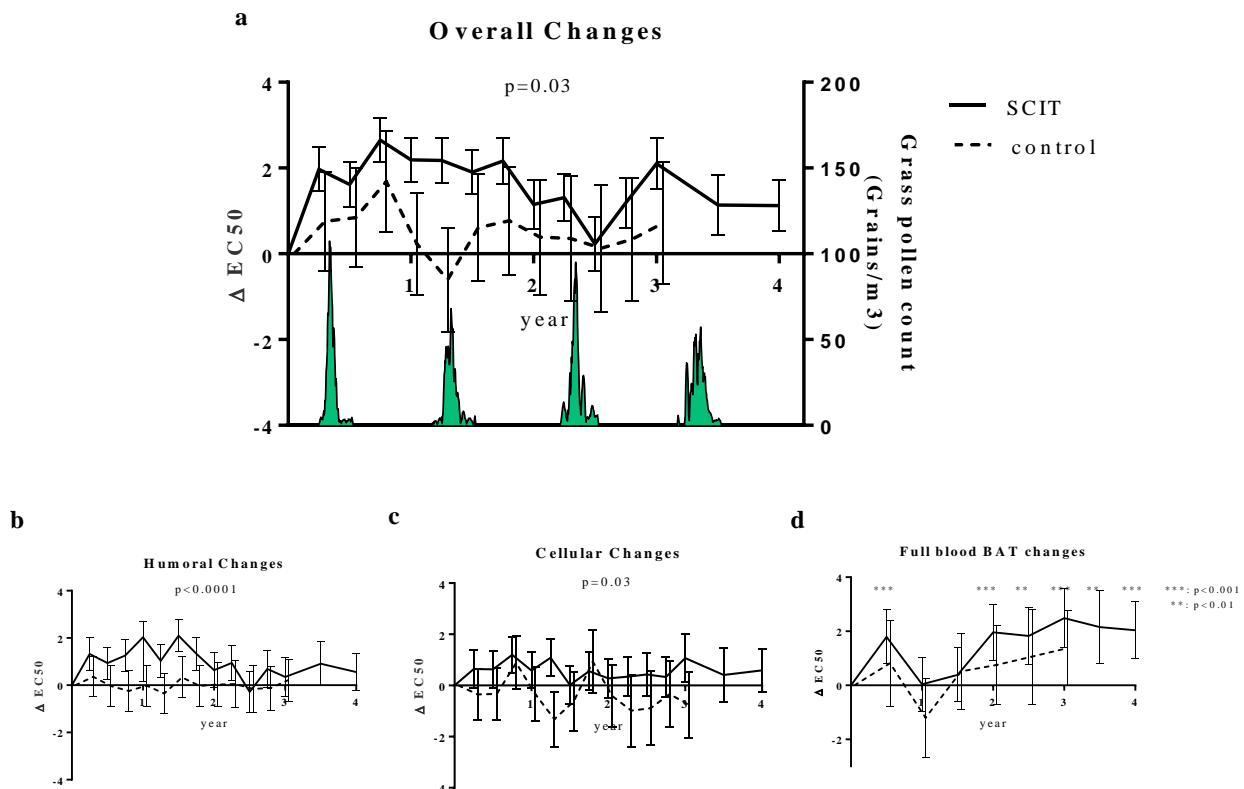 a
Overall Changes
p=0.03
4
2
0
-2
-4
Δ EC50
1
2
3
4
year
200
150
100
50
0
Grass pollen count
(Grains/m3)
SCIT
control
b
Humoral Changes
p<0.0001
4
2
0
-2
-4
Δ EC50
1
2
3
4
year
c
Cellular Changes
p=0.03
4
2
0
-2
-4
Δ EC50
1
2
3
4
year
d
Full blood BAT changes
*** *** ** *** ** ***
***: p<0.001
**: p<0.01
4
2
0
-2
Δ EC50
1
2
3
4
year